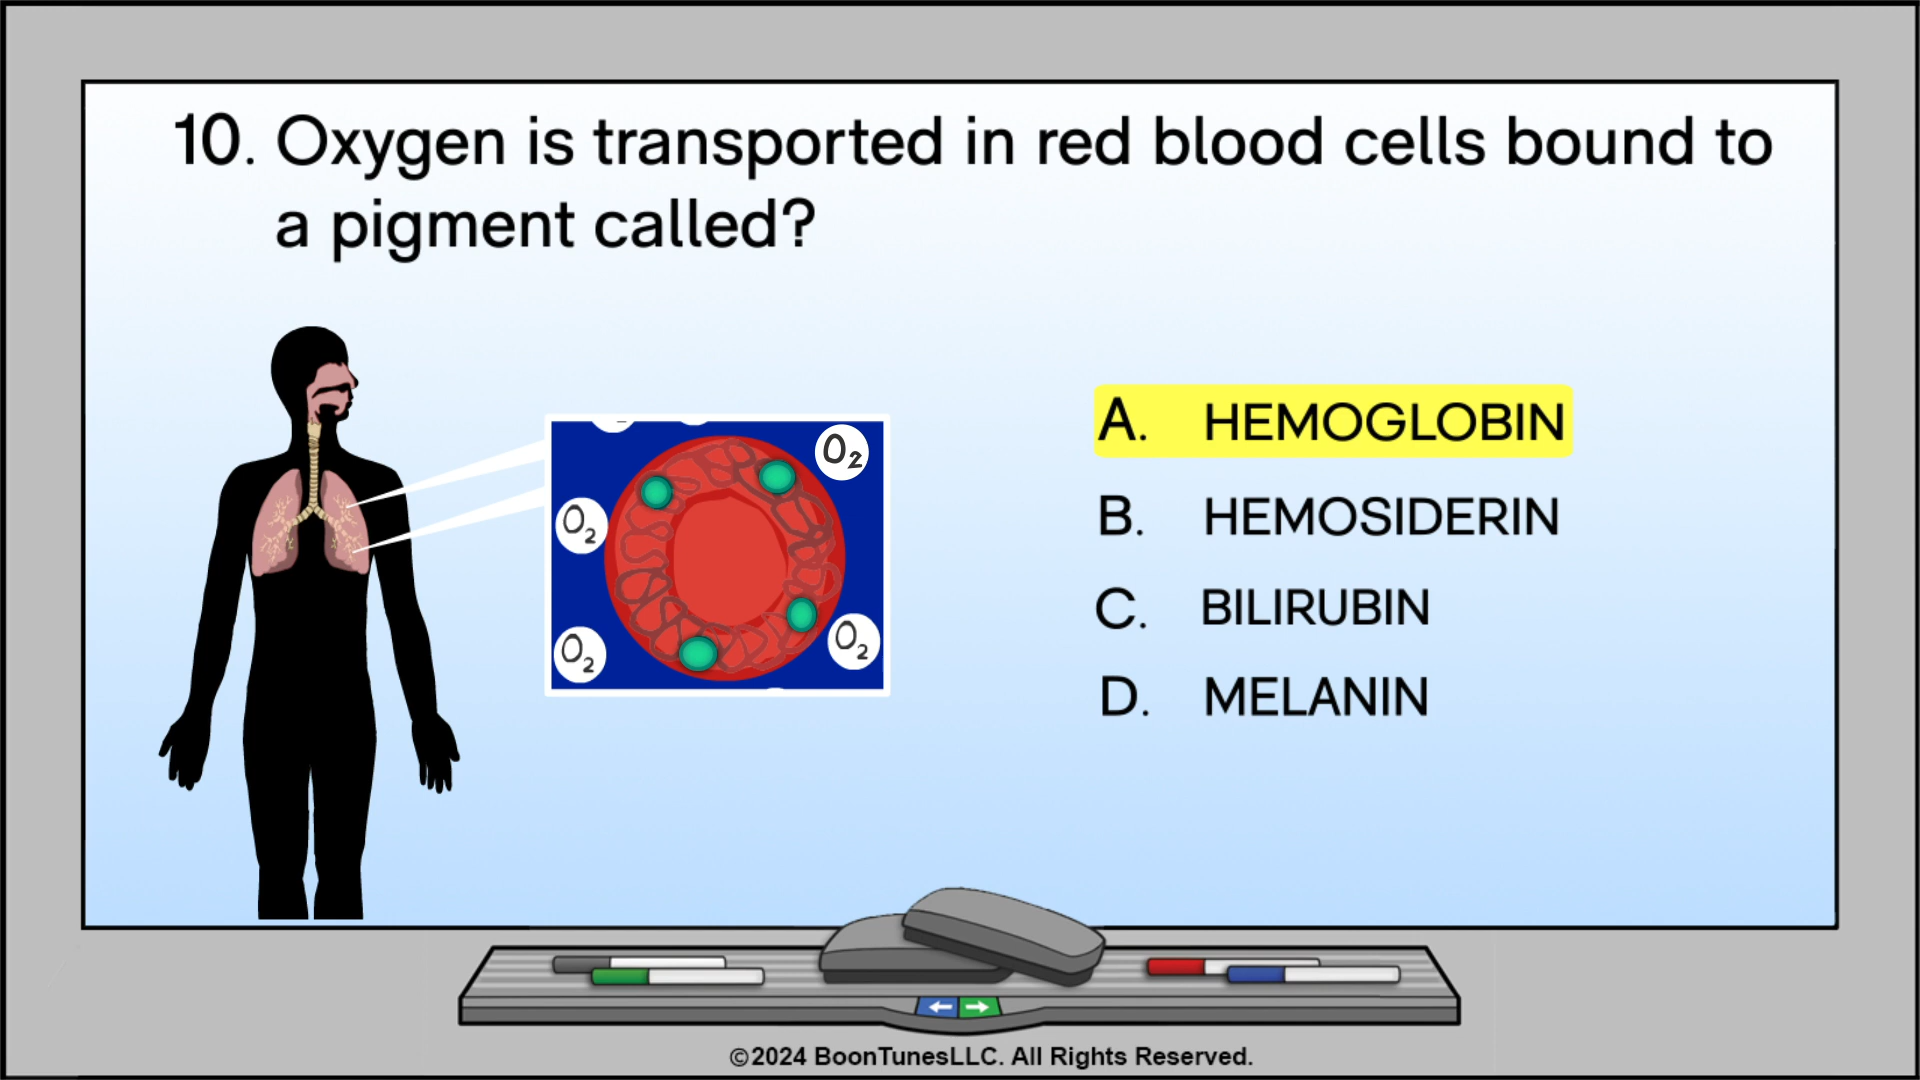 10. Oxygen is transported in red blood cells bound to
a pigment called?
O2
O2
O2
O2
A. HEMOGLOBIN
B. HEMOSIDERIN
C. BILIRUBIN
D. MELANIN
©2024 BoonTunesLLC. All Rights Reserved.